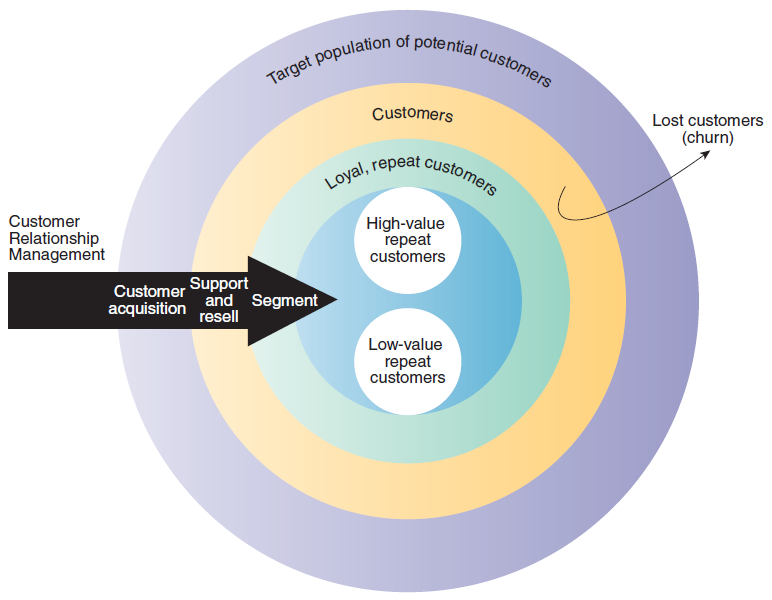 Target population of potential customers
Customers
Lost customers
(churn)
Loyal, repeat customers
High-value
repeat
customers
Customer
Relationship
Management
Customer
acquisition
Support
and
resell
Segment
Low-value
repeat
customers